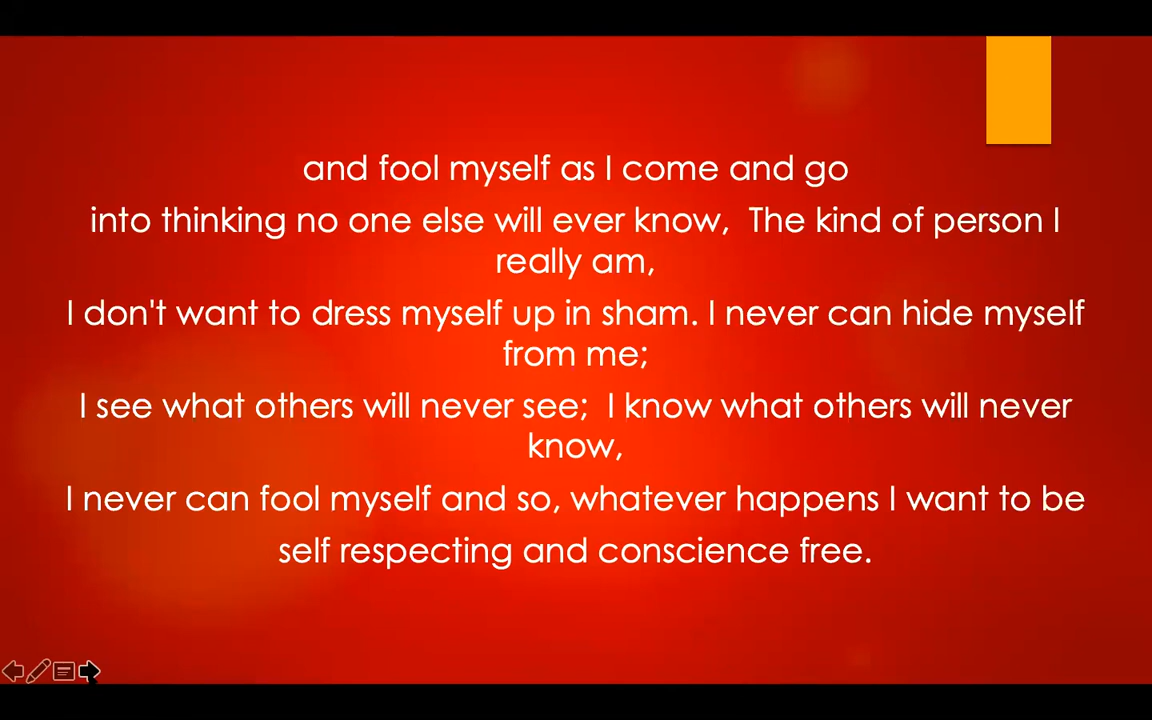 and fool myself as I come and go
into thinking no one else will ever know,  The kind of person I
really am,
I don't want to dress myself up in sham. I never can hide myself
from me;
I see what others will never see;  I know what others will never
know,
I never can fool myself and so, whatever happens I want to be
self respecting and conscience free.